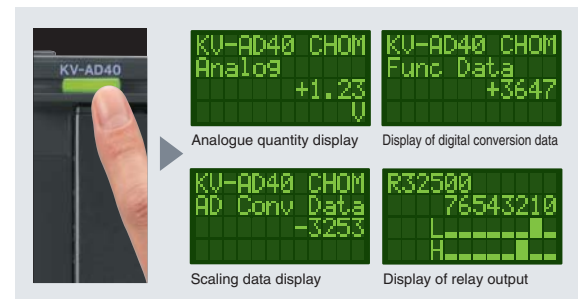 KV-AD40
KV-AD40 CH0M
Analog
+1.23
V
Analogue quantity display
KV-AD40 CH0M
Func Data
+3647
Display of digital conversion data
KV-AD40 CH0M
AD Conv Data
-3253
Scaling data display
R32500
76543210
L
H
Display of relay output